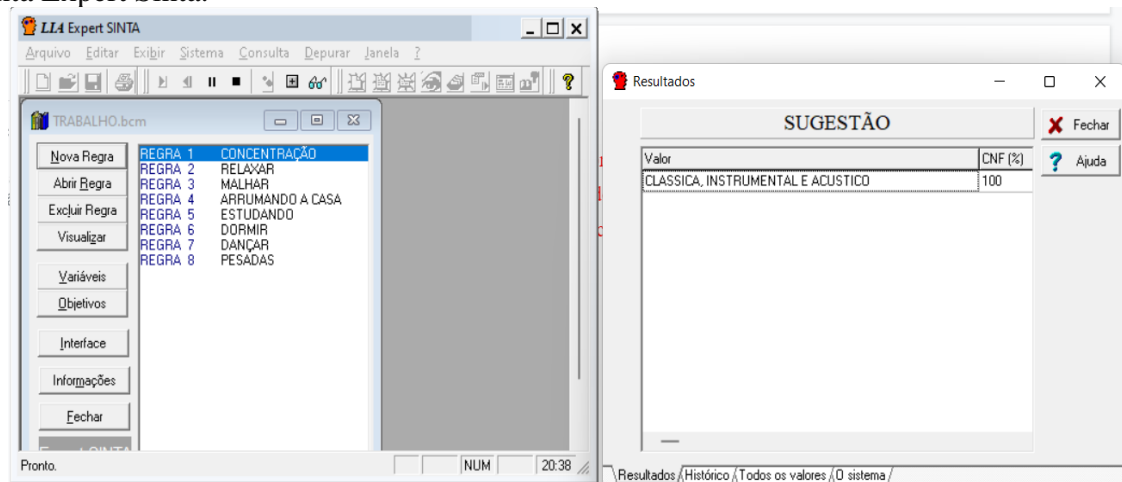 LIA Expert SINTA
Arquivo Editar Exibir Sistema Consulta Depurar Janela ?
TRABALHO.bcm
Nova Regra
Abrir Regra
Excluir Regra
Visualizar
Variáveis
Objetivos
Interface
Informações
Fechar
REGRA 1 CONCENTRAÇÃO
REGRA 2 RELAXAR
REGRA 3 MALHAR
REGRA 4 ARRUMANDO A CASA
REGRA 5 ESTUDANDO
REGRA 6 DORMIR
REGRA 7 DANÇAR
REGRA 8 PESADAS
Pronto.
NUM
20:38
Resultados
SUGESTÃO
Valor CNF (%)
CLASSICA, INSTRUMENTAL E ACUSTICO 100
Fechar
Ajuda
Resultados Histórico Todos os valores O sistema